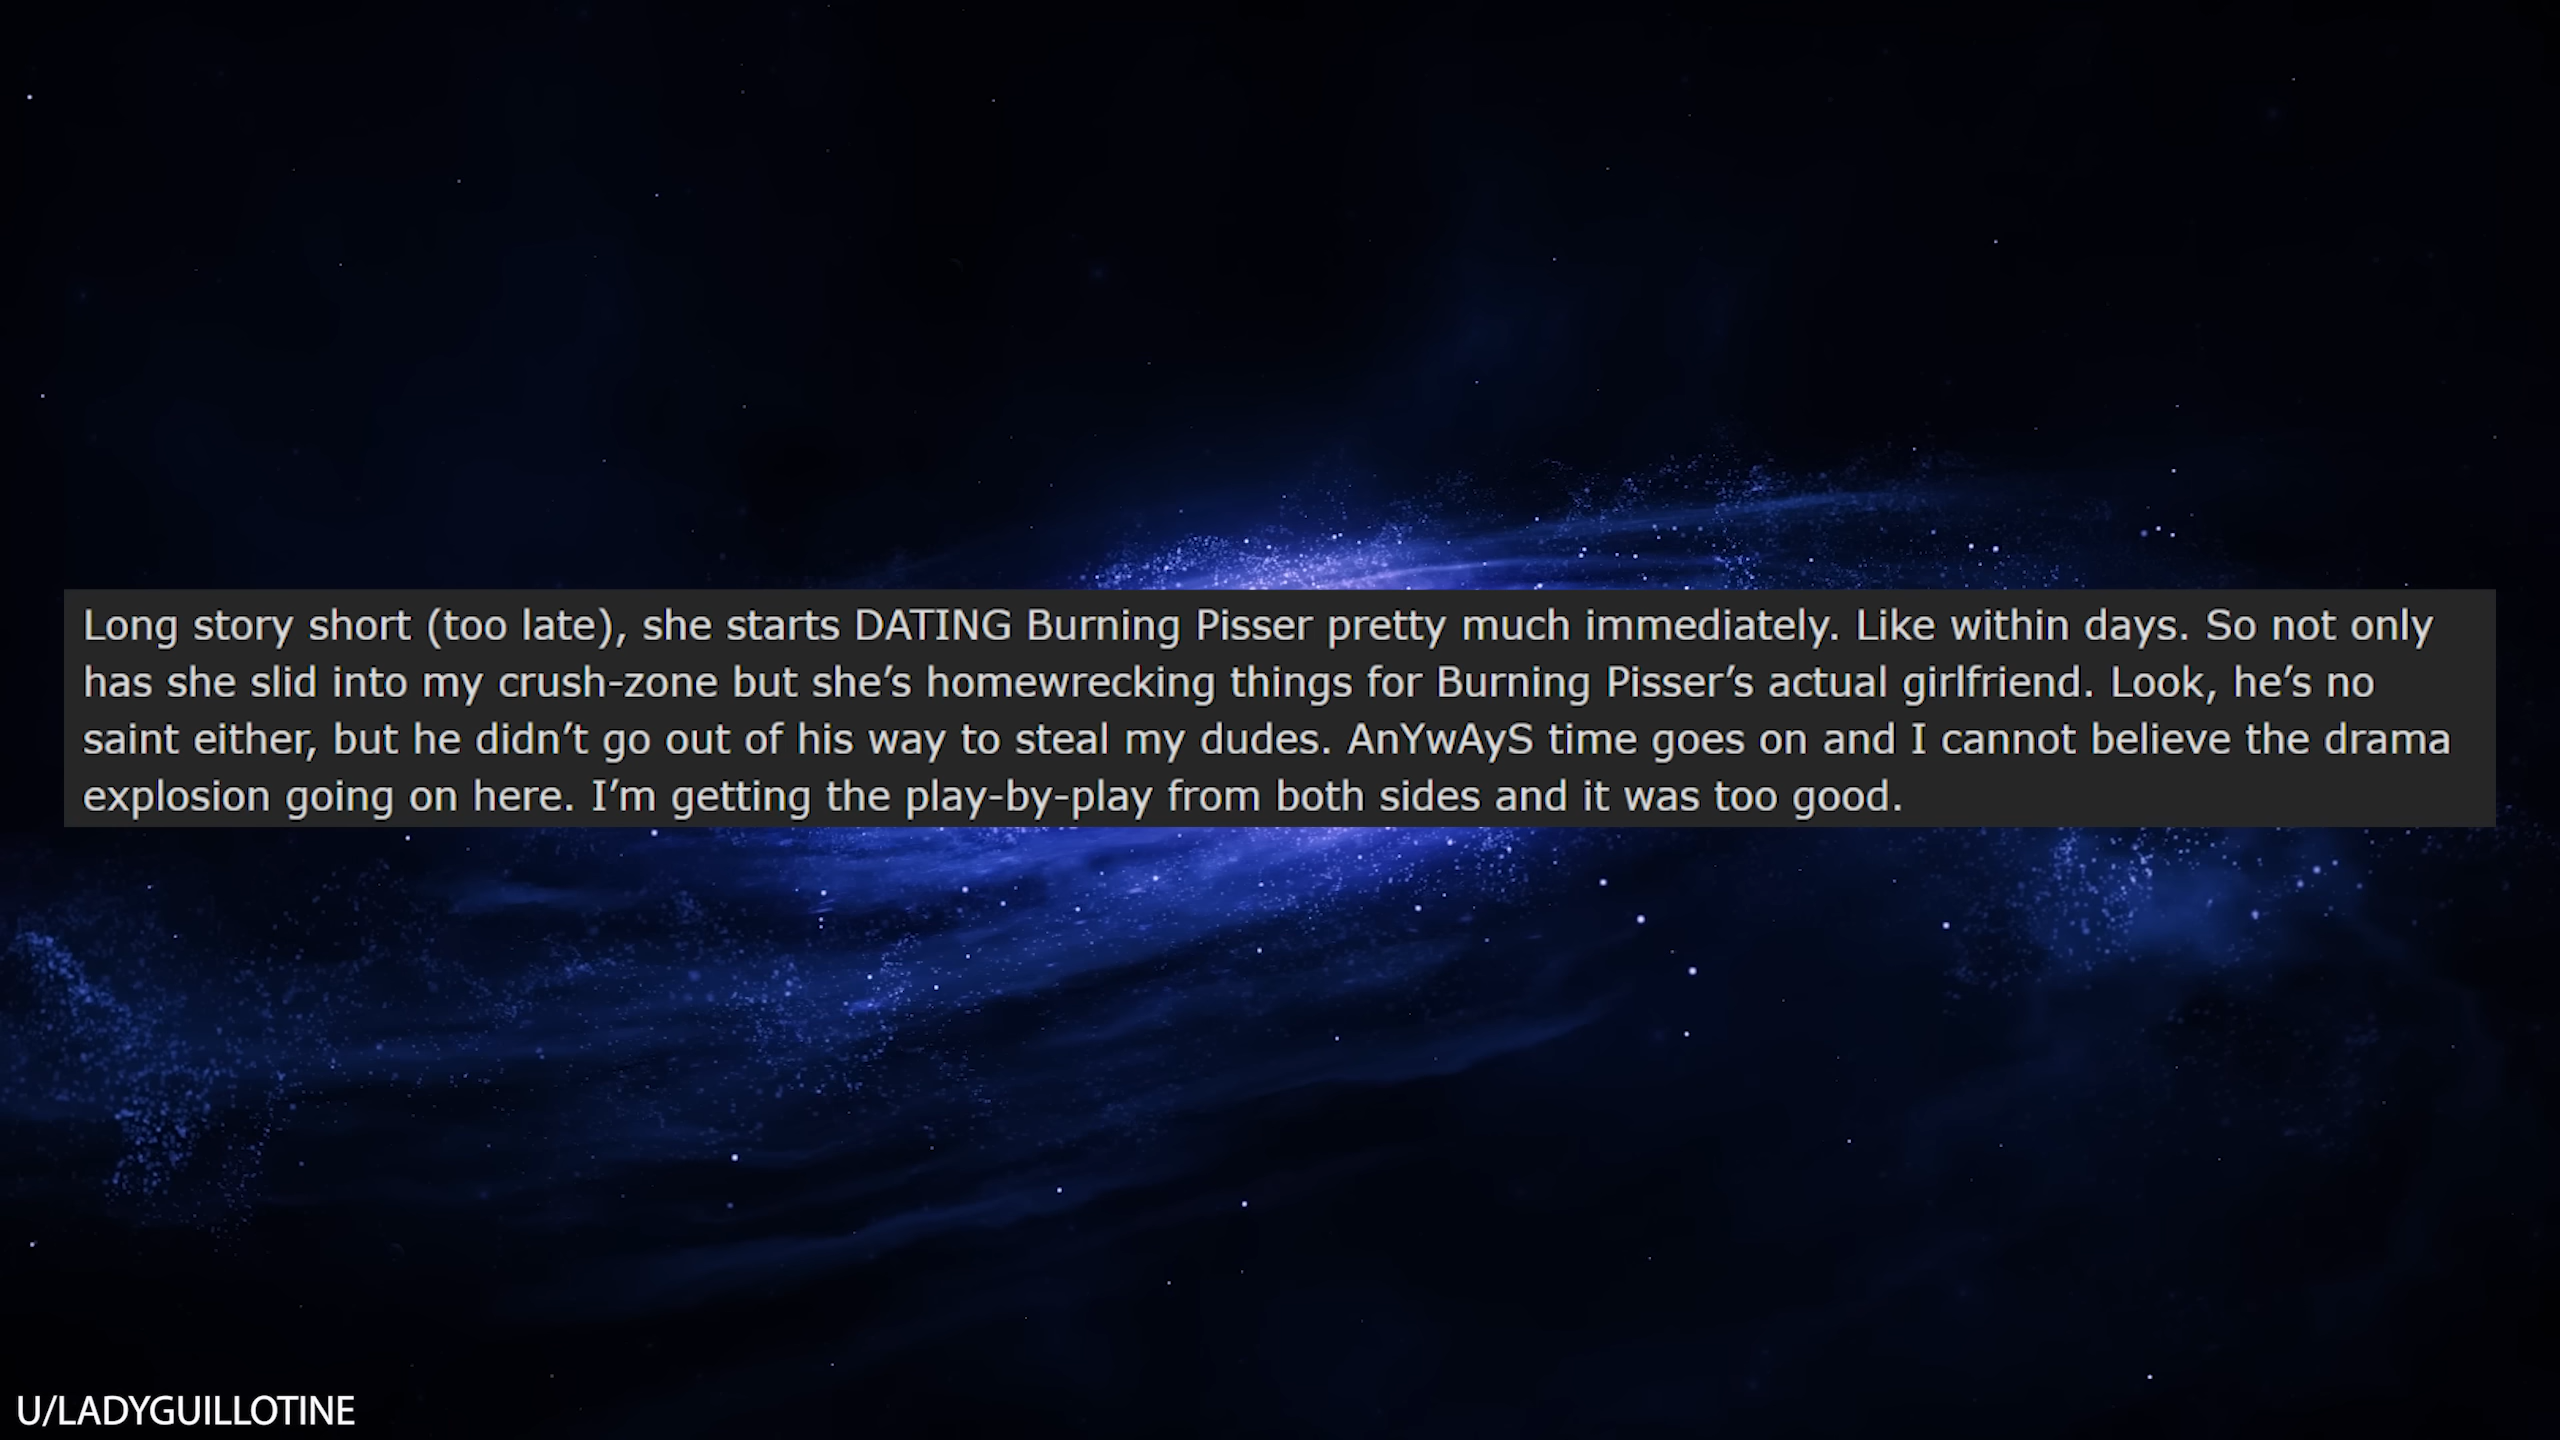 Long story short (too late), she starts DATING Burning Pisser pretty much immediately. Like within days. So not only
has she slid into my crush-zone but she’s homewrecking things for Burning Pisser’s actual girlfriend. Look, he’s no
saint either, but he didn’t go out of his way to steal my dudes. AnYwAyS time goes on and I cannot believe the drama
explosion going on here. I’m getting the play-by-play from both sides and it was too good.
U/LADYGUILLOTINE